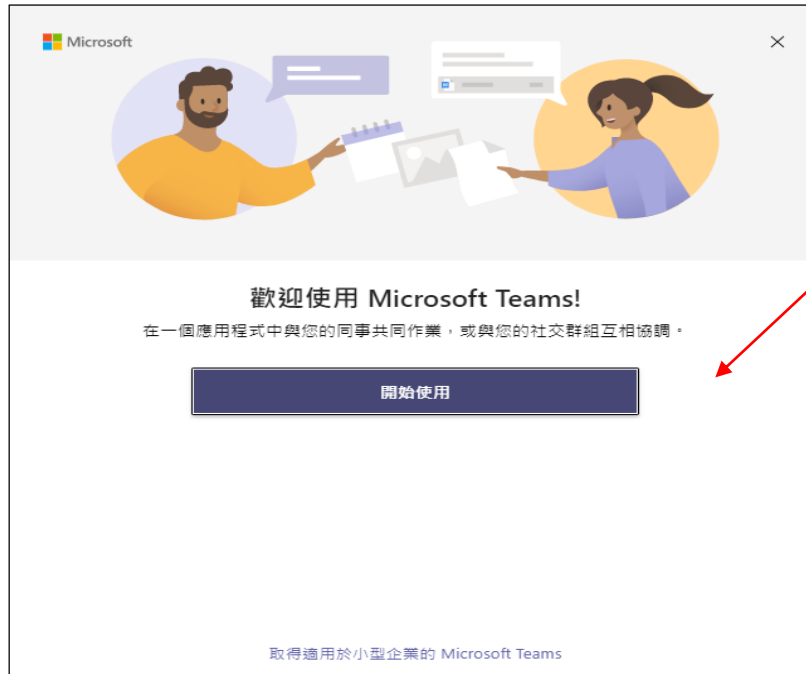 Microsoft
歡迎使用 Microsoft Teams!
在一個應用程式中與您的同事共同作業，或與您的社交群組互相協調。
開始使用
取得適用於小型企業的 Microsoft Teams